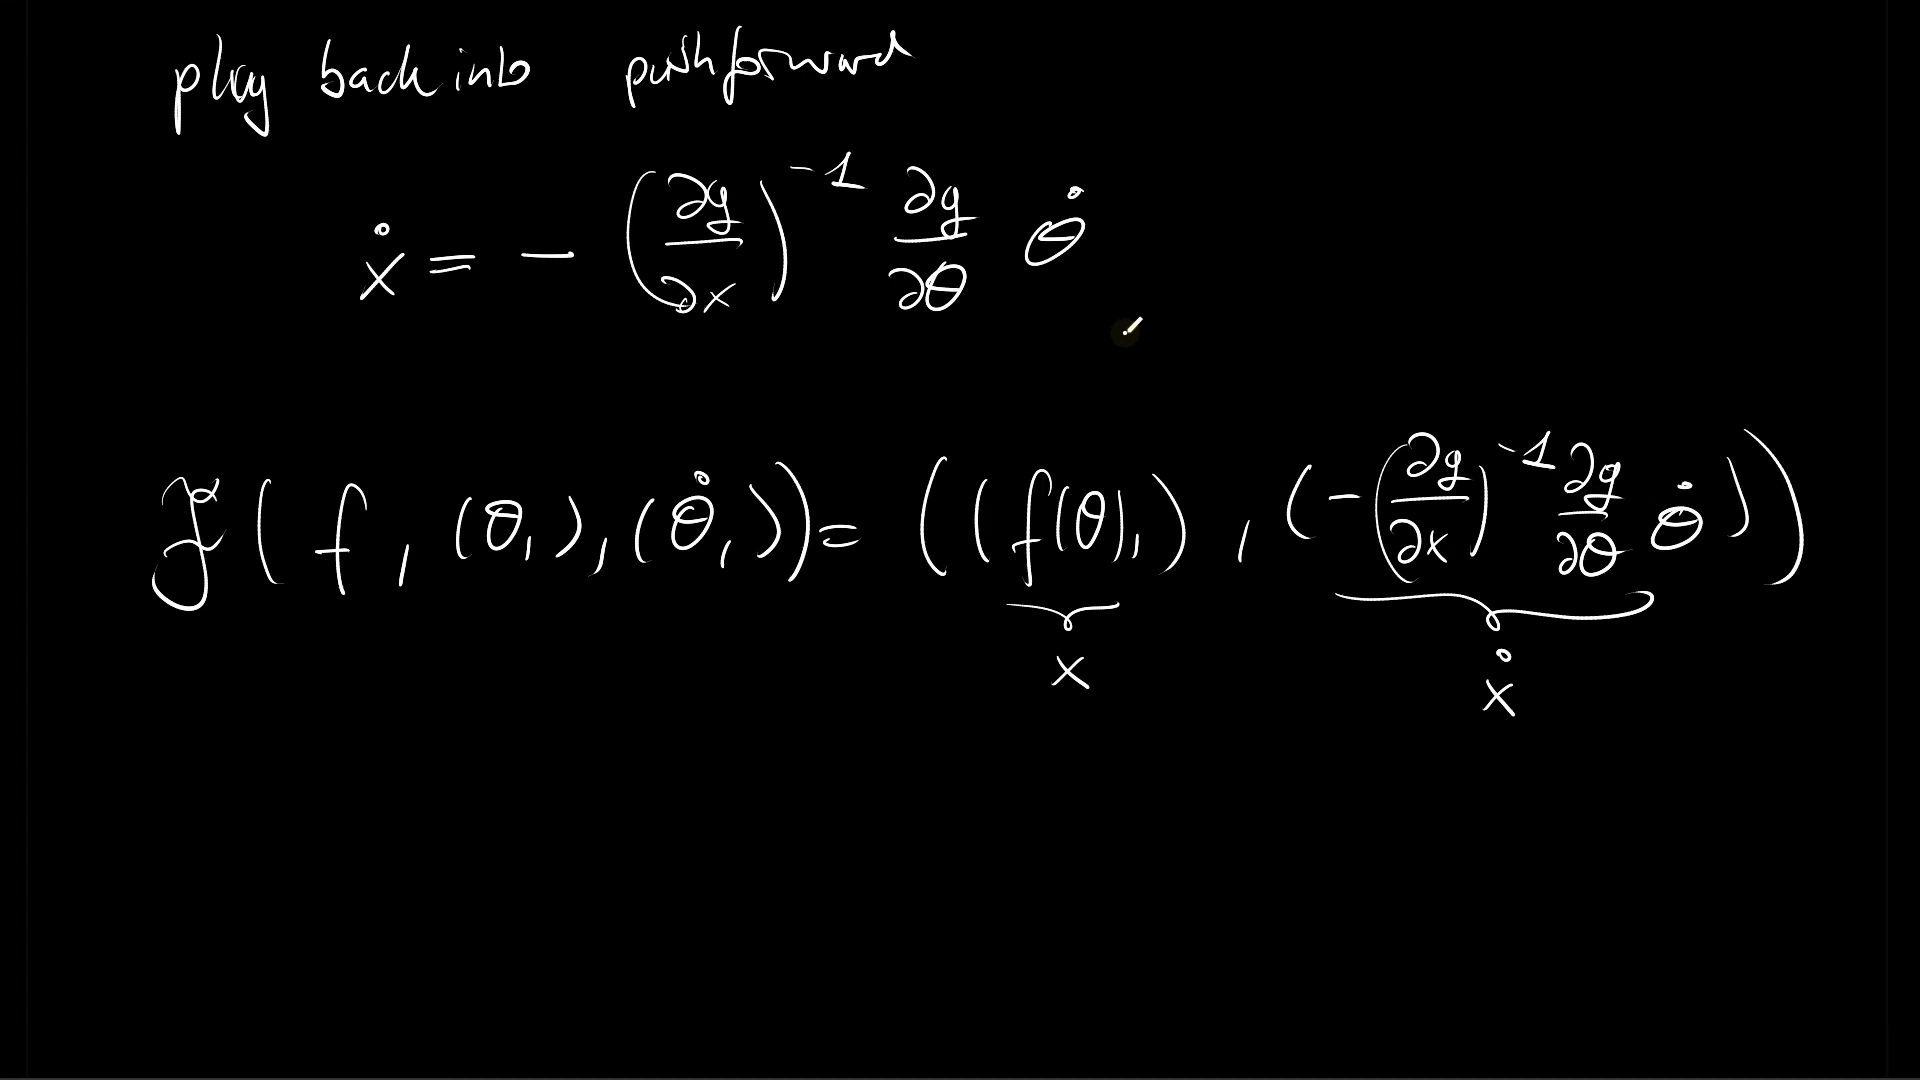 plug back into pushforward
ẋ = - (∂g/∂x)⁻¹ ∂g/∂θ θ̇
J( f , (θ,), (θ̇,)) = ((f(θ),) , (-(∂g/∂x)⁻¹ ∂g/∂θ θ̇))
x ẋ